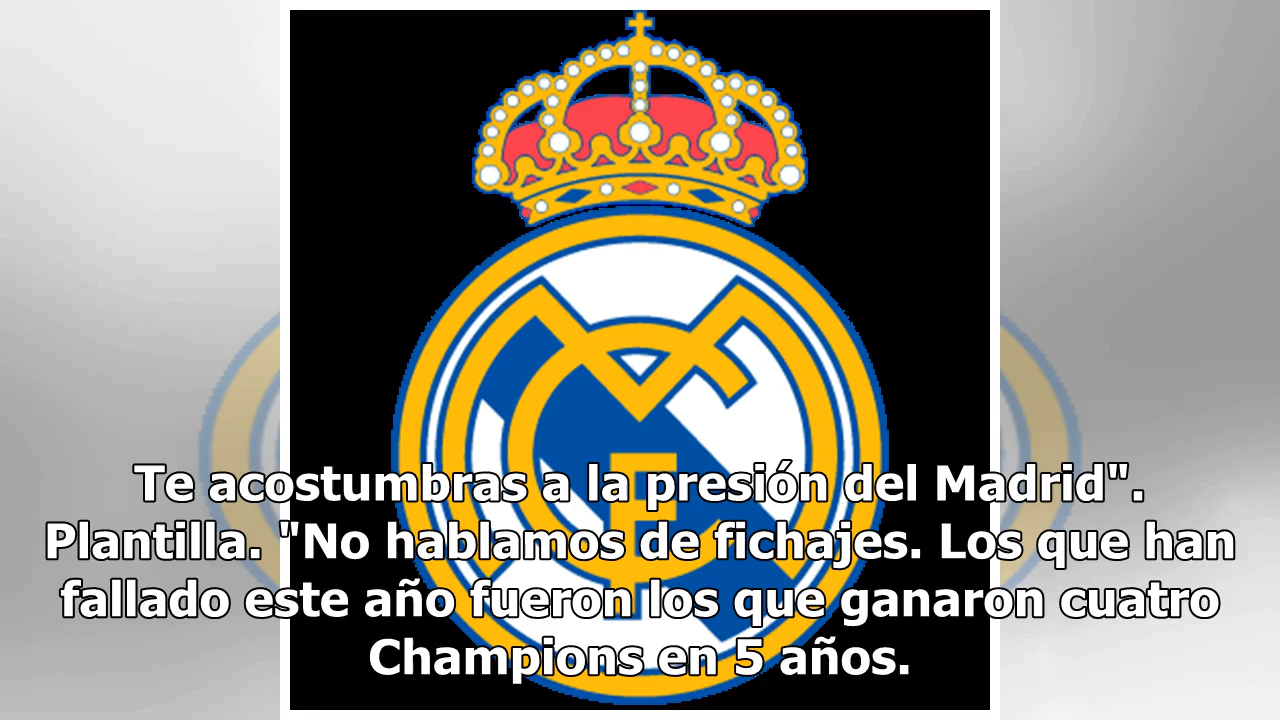 Te acostumbras a la presión del Madrid".
Plantilla. "No hablamos de fichajes. Los que han
fallado este año fueron los que ganaron cuatro
Champions en 5 años.